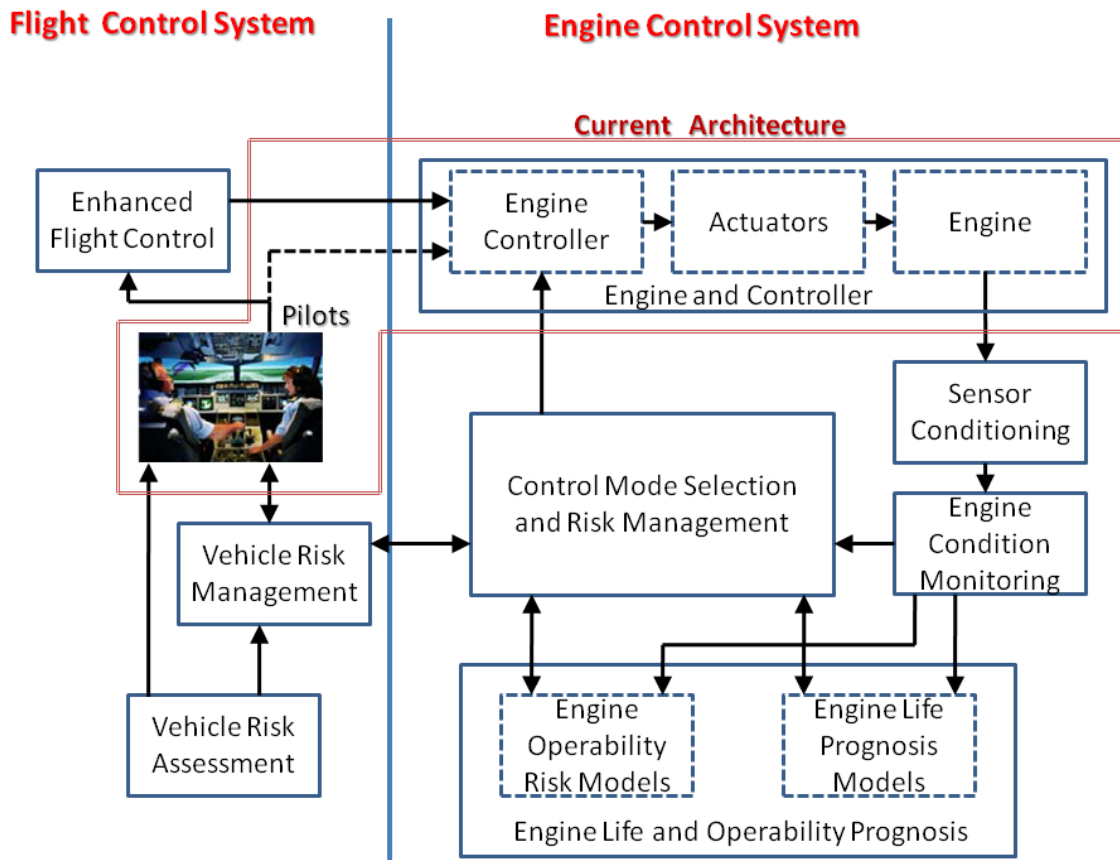 Flight Control System
Engine Control System
Current Architecture
Enhanced
Flight Control
Engine
Controller
Actuators
Engine
Engine and Controller
Pilots
Sensor
Conditioning
Control Mode Selection
and Risk Management
Engine
Condition
Monitoring
Vehicle Risk
Management
Vehicle Risk
Assessment
Engine
Operability
Risk Models
Engine Life
Prognosis
Models
Engine Life and Operability Prognosis